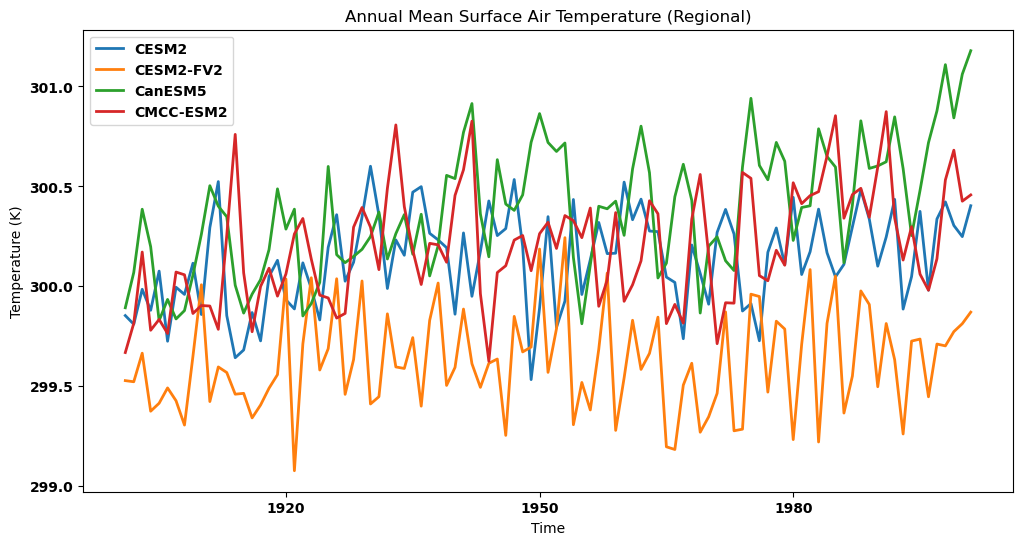 Annual Mean Surface Air Temperature (Regional)
CESM2
CESM2-FV2
CanESM5
CMCC-ESM2
Temperature (K)
301.0
300.5
300.0
299.5
299.0
1920
1950
1980
Time